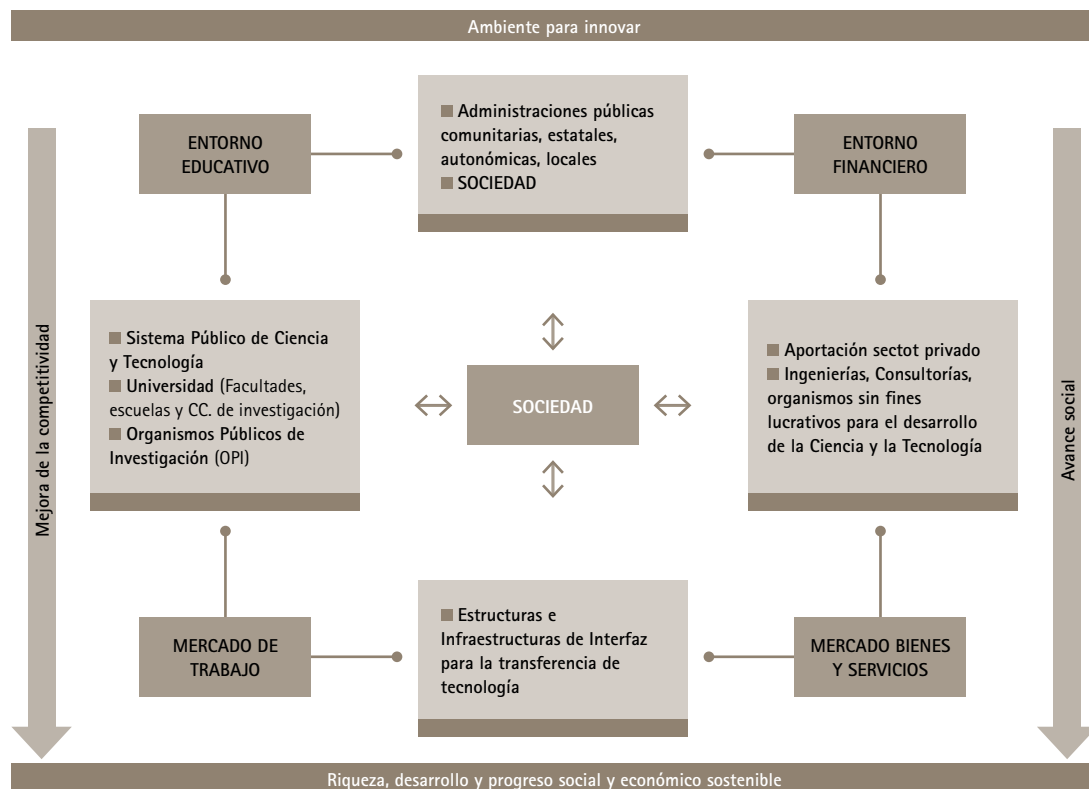 Ambiente para innovar
ENTORNO
EDUCATIVO
■ Administraciones públicas
comunitarias, estatales,
autonómicas, locales
■ SOCIEDAD
ENTORNO
FINANCIERO
Mejora de la competitividad
■ Sistema Público de Ciencia
y Tecnología
■ Universidad (Facultades,
escuelas y CC. de investigación)
■ Organismos Públicos de
Investigación (OPI)
SOCIEDAD
■ Aportación sectot privado
■ Ingenierías, Consultorías,
organismos sin fines
lucrativos para el desarrollo
de la Ciencia y la Tecnología
Avance social
MERCADO DE
TRABAJO
■ Estructuras e
Infraestructuras de Interfaz
para la transferencia de
tecnología
MERCADO BIENES
Y SERVICIOS
Riqueza, desarrollo y progreso social y económico sostenible